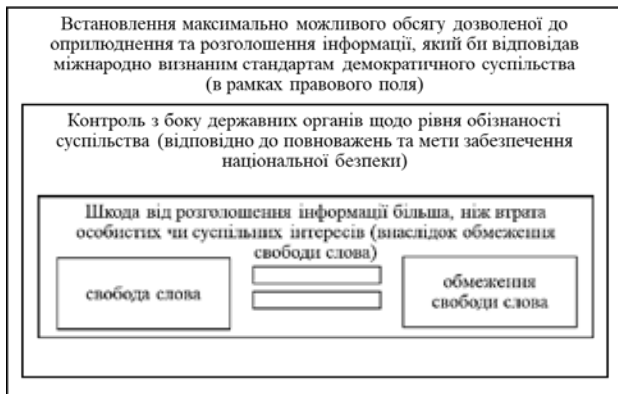 Встановлення максимально можливого обсягу дозволеної до
оприлюднення та розголошення інформації, який би відповідав
міжнародно визнаним стандартам демократичного суспільства
(в рамках правового поля)
Контроль з боку державних органів щодо рівня обізнаності
суспільства (відповідно до повноважень та мети забезпечення
національної безпеки)
Шкода від розголошення інформації більша, ніж втрата
особистих чи суспільних інтересів (внаслідок обмеження
свободи слова)
свобода слова
обмеження
свободи слова